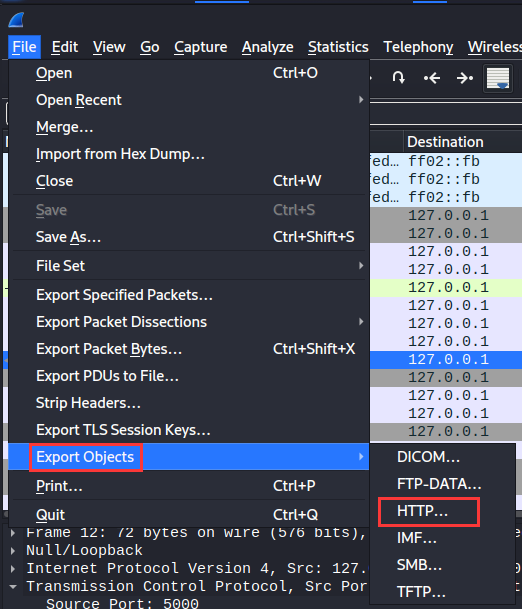 File Edit View Go Capture Analyze Statistics Telephony Wireles
Open Ctrl+O
Open Recent
Merge…
Import from Hex Dump…
Close Ctrl+W
Save Ctrl+S
Save As… Ctrl+Shift+S
File Set
Export Specified Packets…
Export Packet Dissections
Export Packet Bytes… Ctrl+Shift+X
Export PDUs to File…
Strip Headers…
Export TLS Session Keys…
Export Objects
Print… Ctrl+P
Quit Ctrl+Q
DICOM…
FTP-DATA…
HTTP…
IMF…
SMB…
TFTP…
Destination
fed… ff02::fb
fed… ff02::fb
fed… ff02::fb
127.0.0.1
127.0.0.1
127.0.0.1
127.0.0.1
127.0.0.1
127.0.0.1
127.0.0.1
127.0.0.1
127.0.0.1
127.0.0.1
127.0.0.1
127.0.0.1
127.0.0.1
Frame 12: 72 bytes on wire (576 bits),
Null/Loopback
Internet Protocol Version 4, Src: 127.
Transmission Control Protocol, Src Por
Source Port: 5000